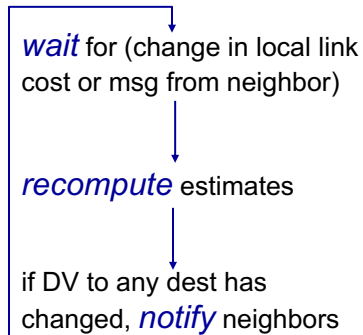 wait for (change in local link
cost or msg from neighbor)
recompute estimates
if DV to any dest has
changed, notify neighbors